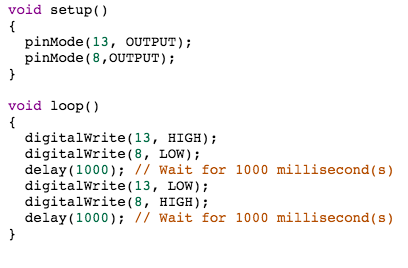 void setup()
{
  pinMode(13, OUTPUT);
  pinMode(8,OUTPUT);
}

void loop()
{
  digitalWrite(13, HIGH);
  digitalWrite(8, LOW);
  delay(1000); // Wait for 1000 millisecond(s)
  digitalWrite(13, LOW);
  digitalWrite(8, HIGH);
  delay(1000); // Wait for 1000 millisecond(s)
}